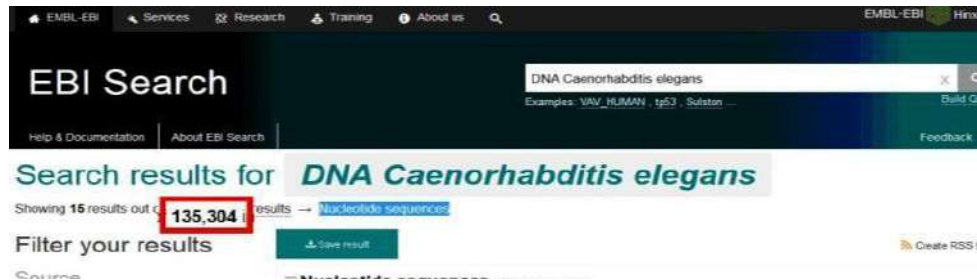 EMBL-EBI Services Research Training About us EMBL-EBI Hinx
EBI Search
DNA Caenorhabditis elegans X
Examples: VAV_HUMAN , tp53 , Sulston ... Build Q
Help & Documentation About EBI Search Feedback
Search results for DNA Caenorhabditis elegans
Showing 15 results out 135,304 results → Nucleotide sequences
Filter your results Save result Create RSS
Source Nucleotide sequences